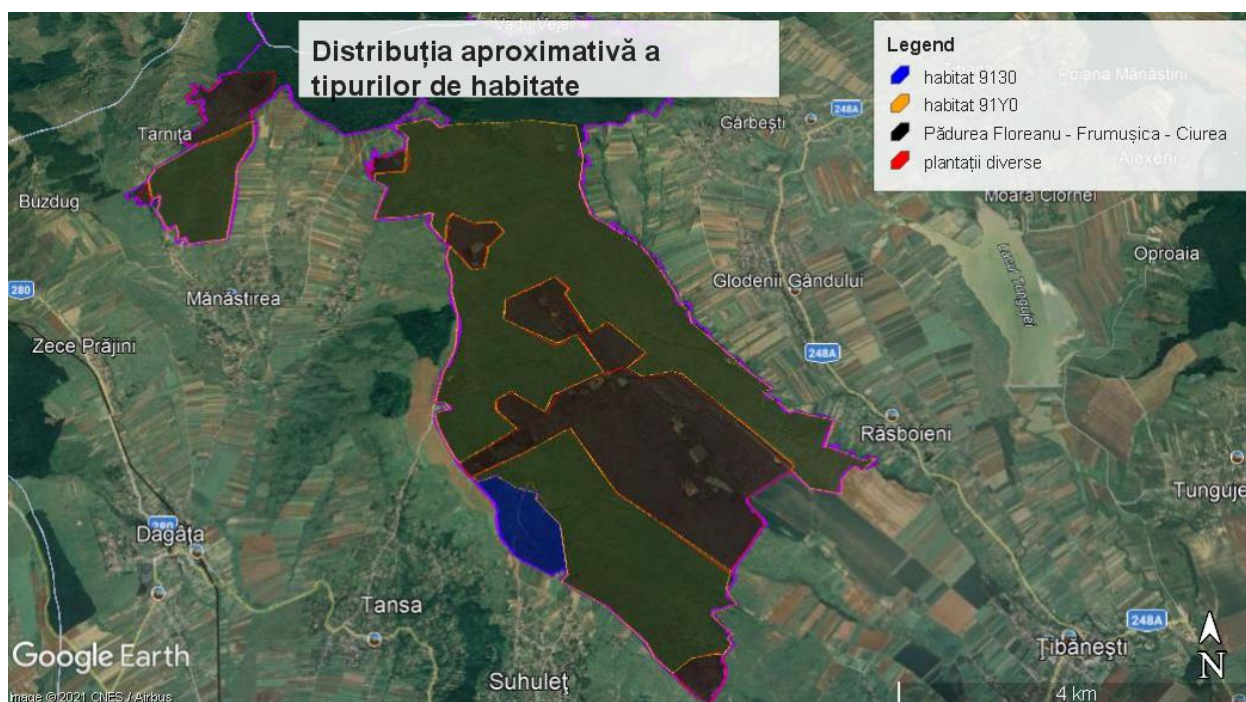 Vadu Vejei
Distribuția aproximativă a
tipurilor de habitate
Legend
habitat 9130
habitat 91Y0
Pădurea Floreanu - Frumușica - Ciurea
plantații diverse
Poiana Mănăstirii
Alexeni
248A
Gârbești
Tarnița
Buzdug
Moara Ciornei
Oproaia
Lacul Tungujei
Glodenii Gândului
Mânăstirea
280
Zece Prăjini
248A
Răsboieni
Tunguje
280
Dagâța
Tansa
248A
Țibănești
Google Earth
Suhuleț
N
4 km
Image © 2021 CNES / Airbus